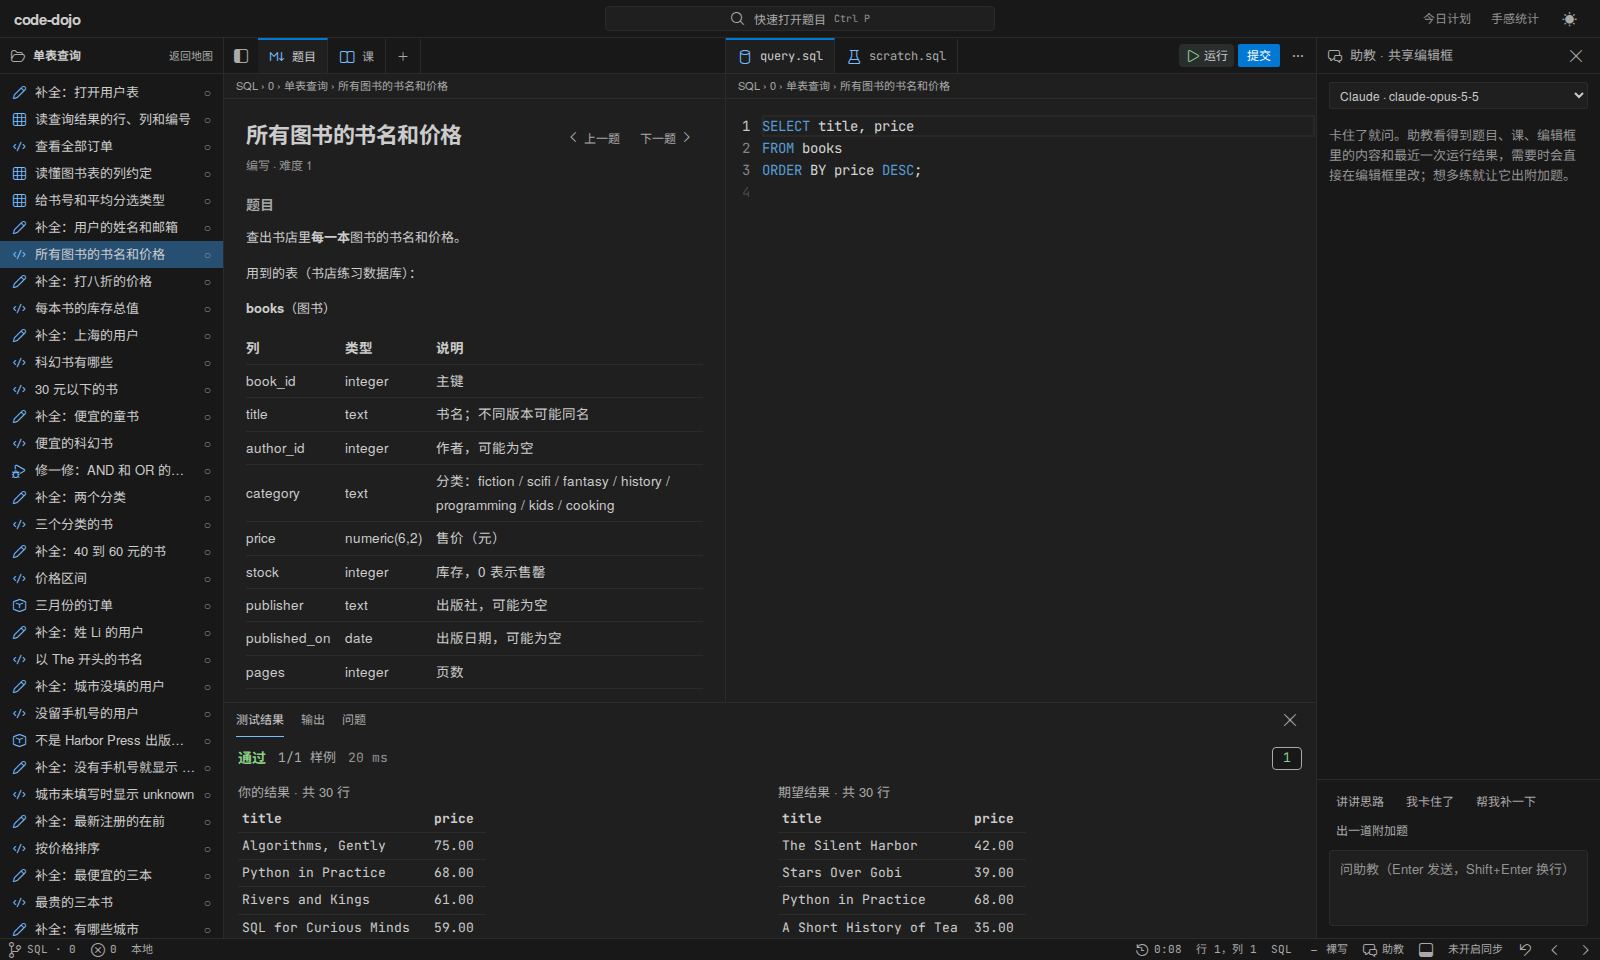 code-dojo
快速打开题目 Ctrl P
今日计划 手感统计
单表查询 返回地图
补全：打开用户表
读查询结果的行、列和编号
查看全部订单
读懂图书表的列约定
给书号和平均分选类型
补全：用户的姓名和邮箱
所有图书的书名和价格
补全：打八折的价格
每本书的库存总值
补全：上海的用户
科幻书有哪些
30 元以下的书
补全：便宜的童书
便宜的科幻书
修一修：AND 和 OR 的…
补全：两个分类
三个分类的书
补全：40 到 60 元的书
价格区间
三月份的订单
补全：姓 Li 的用户
以 The 开头的书名
补全：城市没填的用户
没留手机号的用户
不是 Harbor Press 出版…
补全：没有手机号就显示 …
城市未填写时显示 unknown
补全：最新注册的在前
按价格排序
补全：最便宜的三本
最贵的三本书
补全：有哪些城市
题目 课
SQL › 0 › 单表查询 › 所有图书的书名和价格
所有图书的书名和价格
上一题 下一题
编写 · 难度 1
题目
查出书店里每一本图书的书名和价格。
用到的表（书店练习数据库）：
books（图书）
列 类型 说明
book_id integer 主键
title text 书名；不同版本可能同名
author_id integer 作者，可能为空
category text 分类：fiction / scifi / fantasy / history /
programming / kids / cooking
price numeric(6,2) 售价（元）
stock integer 库存，0 表示售罄
publisher text 出版社，可能为空
published_on date 出版日期，可能为空
pages integer 页数
query.sql scratch.sql 运行 提交 ···
SQL › 0 › 单表查询 › 所有图书的书名和价格
1 SELECT title, price
2 FROM books
3 ORDER BY price DESC;
4
测试结果 输出 问题
通过 1/1 样例 20 ms 1
你的结果 · 共 30 行
title price
Algorithms, Gently 75.00
Python in Practice 68.00
Rivers and Kings 61.00
SQL for Curious Minds 59.00
期望结果 · 共 30 行
title price
The Silent Harbor 42.00
Stars Over Gobi 39.00
Python in Practice 68.00
A Short History of Tea 35.00
助教 · 共享编辑框
Claude · claude-opus-5-5
卡住了就问。助教看得到题目、课、编辑框
里的内容和最近一次运行结果，需要时会直
接在编辑框里改；想多练就让它出附加题。
讲讲思路 我卡住了 帮我补一下
出一道附加题
问助教（Enter 发送，Shift+Enter 换行）
SQL · 0 0 本地
0:08 行 1，列 1 SQL – 裸写 助教 未开启同步